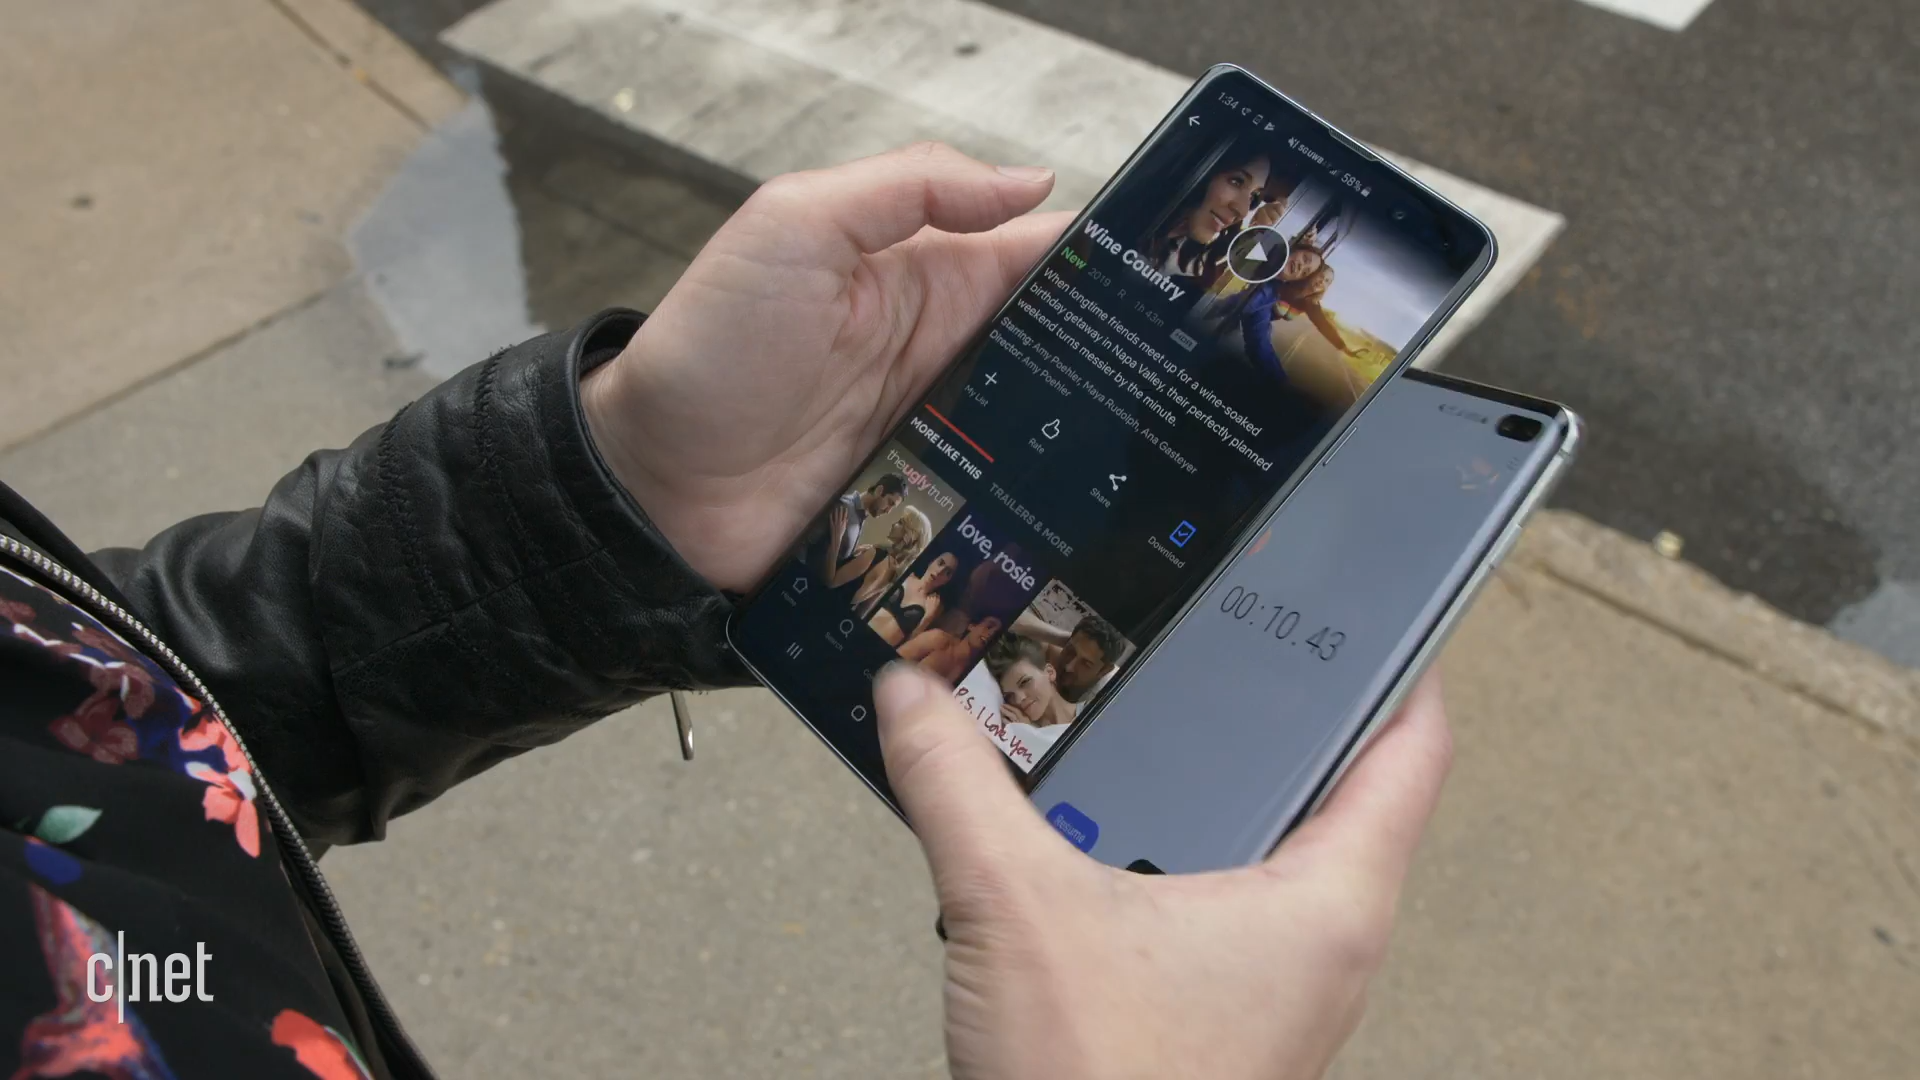 1:34
5GUWB
58%
Wine Country
New 2019 R 1h 43m
When longtime friends meet up for a wine-soaked
birthday getaway in Napa Valley, their perfectly planned
weekend turns messier by the minute.
Starring: Amy Poehler, Maya Rudolph, Ana Gasteyer
Director: Amy Poehler
My List
Rate
Share
Download
MORE LIKE THIS
TRAILERS & MORE
the ugly truth
love, rosie
P.S. I Love You
Home
Search
00:10.43
Resume
c|net